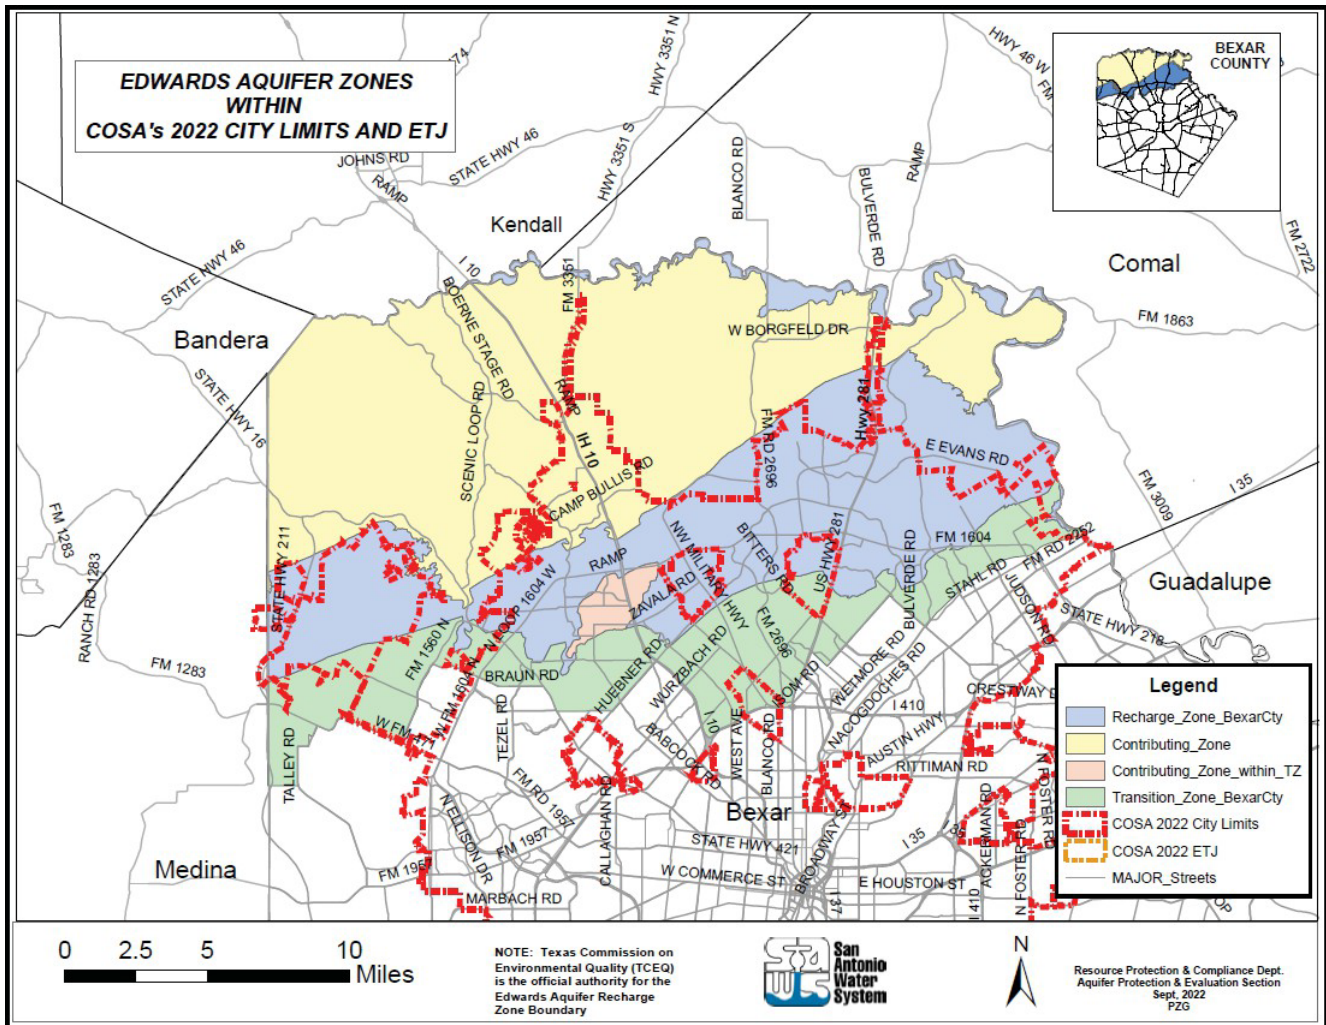 EDWARDS AQUIFER ZONES
WITHIN
COSA's 2022 CITY LIMITS AND ETJ
BEXAR
COUNTY
HWY 3351 N
HWY 46 W
FM
JOHNS RD
RAMP
STATE HWY 46
HWY 3351 S
BLANCO RD
BULVERDE RD
RAMP
FM 2722
Kendall
Comal
STATE HWY 46
I 10
FM 3351
BOERNE STAGE RD
W BORGFELD DR
FM 1863
Bandera
STATE HWY 16
SCENIC LOOP RD
RAMP
IH 10
Hwy 281
FM RD 2696
E EVANS RD
CAMP BULLIS RD
FM 3009
I 35
FM 1283
RANCH RD 1283
STATE HWY 211
RAMP
NW MILITARY HWY
BITTERS RD
US HWY 281
BULVERDE RD
FM 1604
FM RD 2252
STAHL RD
JUDSON RD
Guadalupe
STATE HWY 218
N LOOP 1604 W
ZAVALA RD
FM 1560 N
FM 2696
FM 1283
BRAUN RD
HUEBNER RD
WURZBACH RD
WETMORE RD
NACOGDOCHES RD
W FM 1604 N
W FM 471
TALLEY RD
TEZEL RD
I 10
WEST AVE
BLANCO RD
I 410
AUSTIN HWY
RITTIMAN RD
BABCOCK RD
FM RD 1957
CALLAGHAN RD
N ELLISON DR
FM 1957
Bexar
STATE HWY 421
W COMMERCE ST
BROADWAY ST
E HOUSTON ST
I 35
I 37
I 410
ACKERMAN RD
N FOSTER RD
N FOSTER RD
Medina
MARBACH RD
Legend
Recharge_Zone_BexarCty
Contributing_Zone
Contributing_Zone_within_TZ
Transition_Zone_BexarCty
COSA 2022 City Limits
COSA 2022 ETJ
MAJOR_Streets
0 2.5 5 10
Miles
NOTE: Texas Commission on
Environmental Quality (TCEQ)
is the official authority for the
Edwards Aquifer Recharge
Zone Boundary
San
Antonio
Water
System
N
Resource Protection & Compliance Dept.
Aquifer Protection & Evaluation Section
Sept, 2022
PZG